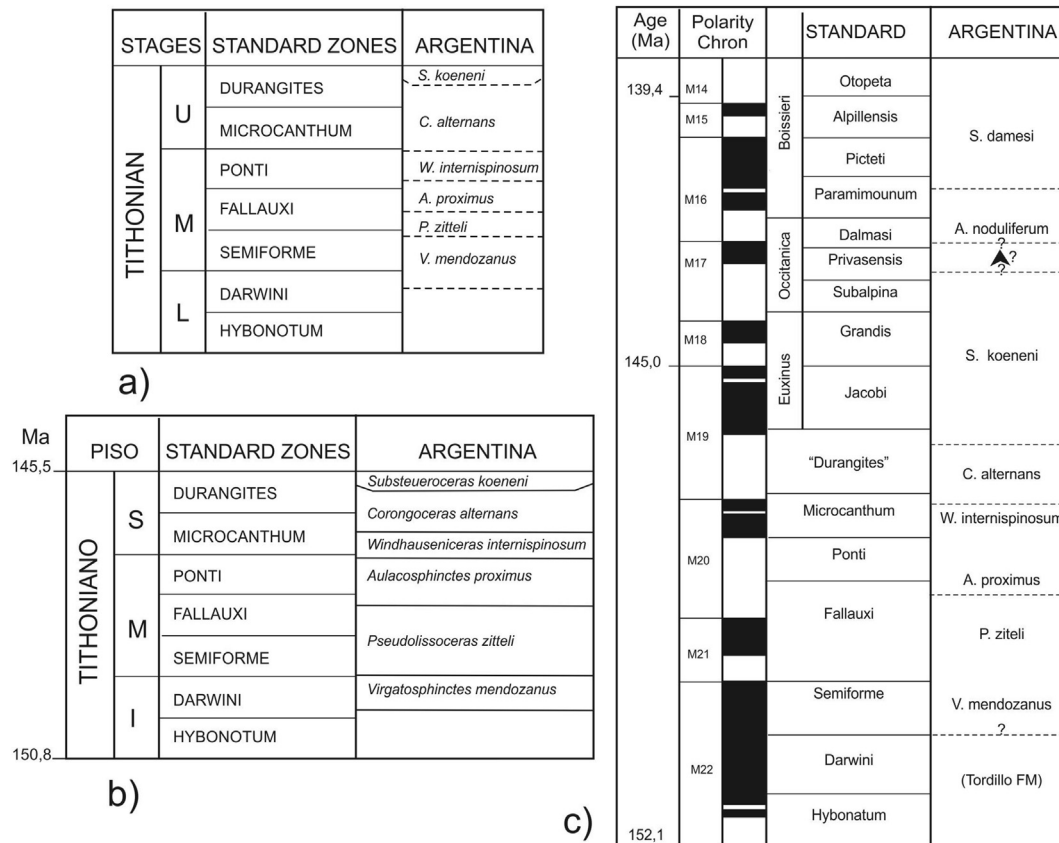 STAGES STANDARD ZONES ARGENTINA
TITHONIAN
U
M
L
DURANGITES
MICROCANTHUM
PONTI
FALLAUXI
SEMIFORME
DARWINI
HYBONOTUM
S. koeneni
C. alternans
W. internispinosum
A. proximus
P. zitteli
V. mendozanus
a)
Ma
145,5
150,8
PISO STANDARD ZONES ARGENTINA
TITHONIANO
S
M
I
DURANGITES
MICROCANTHUM
PONTI
FALLAUXI
SEMIFORME
DARWINI
HYBONOTUM
Substeueroceras koeneni
Corongoceras alternans
Windhauseniceras internispinosum
Aulacosphinctes proximus
Pseudolissoceras zitteli
Virgatosphinctes mendozanus
b)
Age
(Ma)
Polarity
Chron
STANDARD
ARGENTINA
139,4
145,0
152,1
M14
M15
M16
M17
M18
M19
M20
M21
M22
Boissieri
Occitanica
Euxinus
Otopeta
Alpillensis
Picteti
Paramimounum
Dalmasi
Privasensis
Subalpina
Grandis
Jacobi
“Durangites”
Microcanthum
Ponti
Fallauxi
Semiforme
Darwini
Hybonatum
S. damesi
A. noduliferum
?
?
?
S. koeneni
C. alternans
W. internispinosum
A. proximus
P. ziteli
V. mendozanus
?
(Tordillo FM)
c)